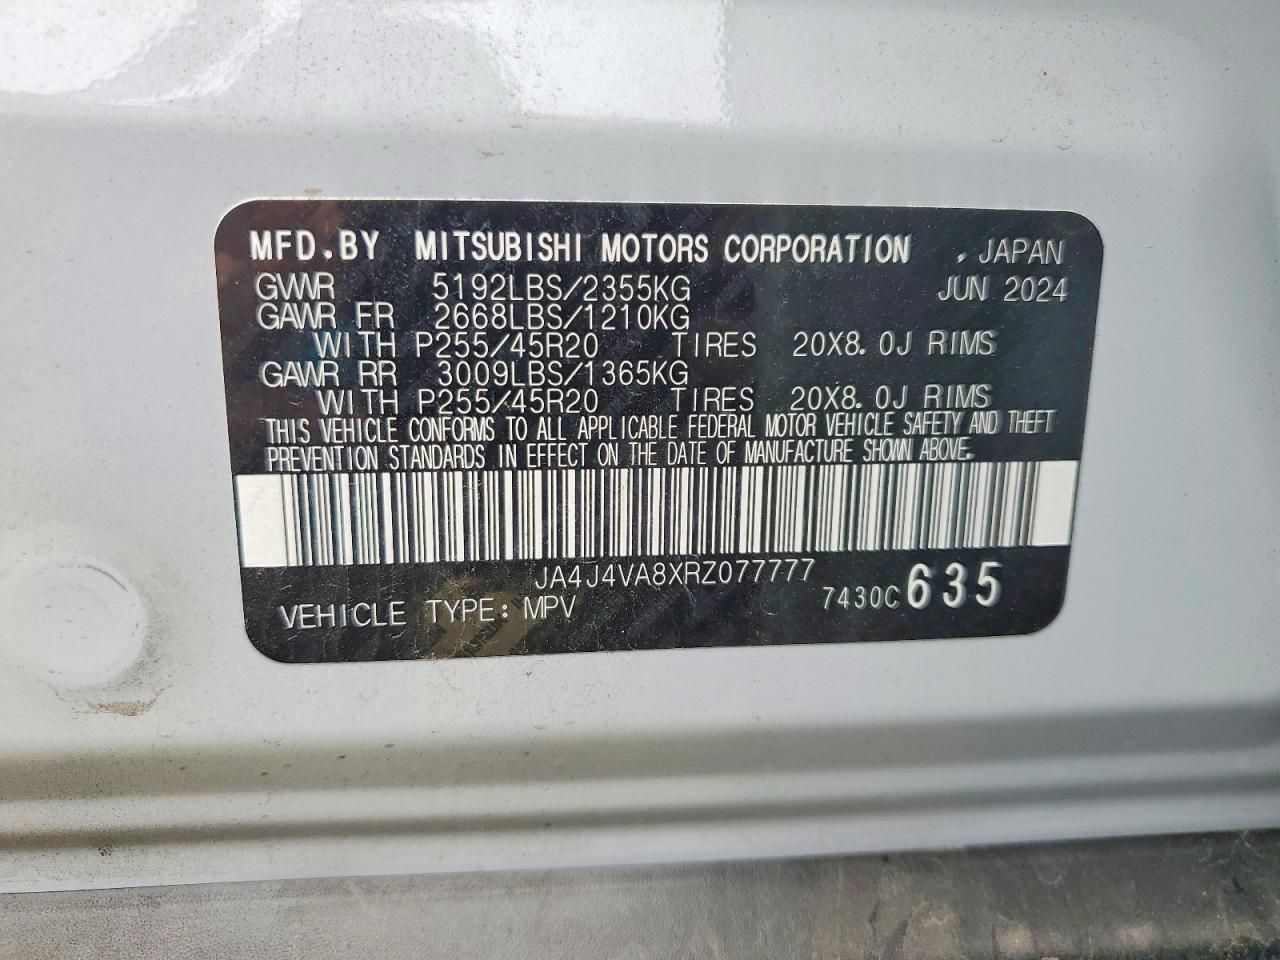 MFD.BY MITSUBISHI MOTORS CORPORATION , JAPAN
GVWR 5192LBS/2355KG JUN 2024
GAWR FR 2668LBS/1210KG
WITH P255/45R20 TIRES 20X8.0J RIMS
GAWR RR 3009LBS/1365KG
WITH P255/45R20 TIRES 20X8.0J RIMS
THIS VEHICLE CONFORMS TO ALL APPLICABLE FEDERAL MOTOR VEHICLE SAFETY AND THEFT
PREVENTION STANDARDS IN EFFECT ON THE DATE OF MANUFACTURE SHOWN ABOVE.
JA4J4VA8XRZ077777
VEHICLE TYPE: MPV 7430C 635